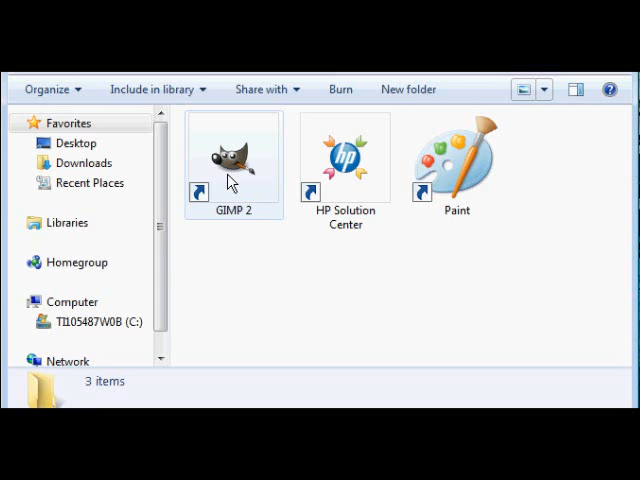 Organize Include in library Share with Burn New folder
Favorites
Desktop
Downloads
Recent Places
Libraries
Homegroup
Computer
TI105487W0B (C:)
Network
GIMP 2
hp
HP Solution
Center
Paint
3 items